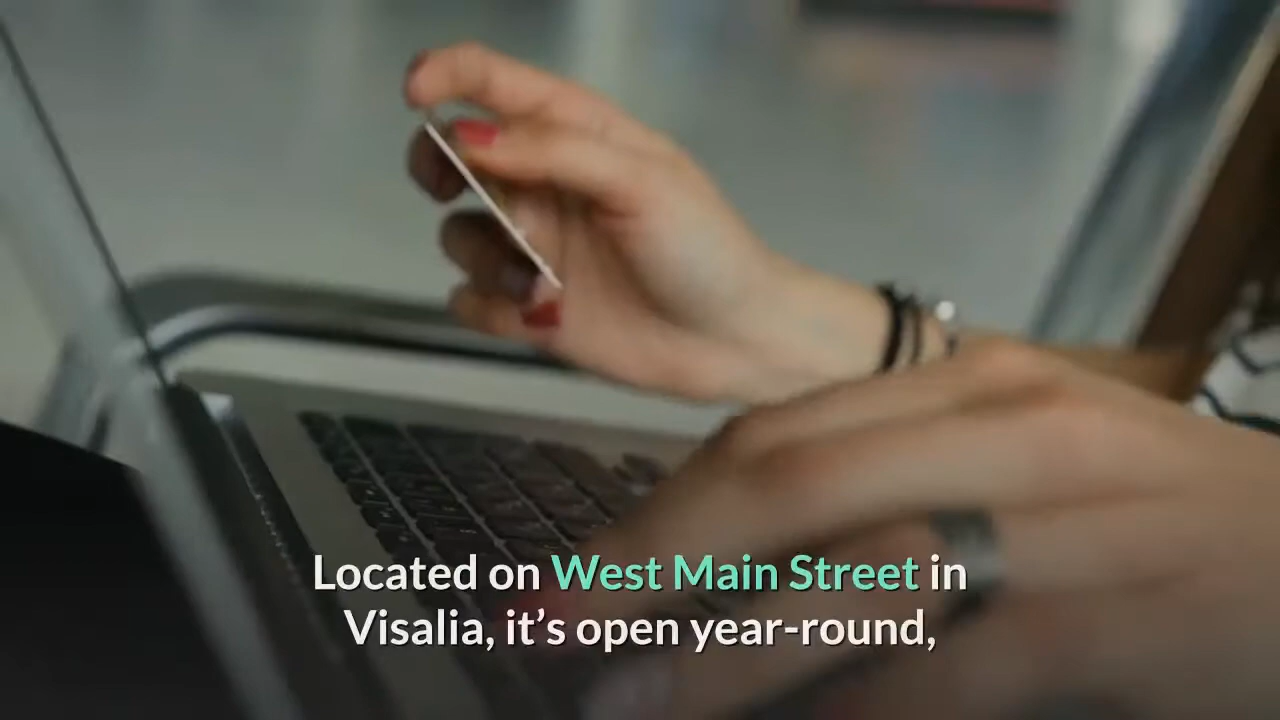 Located on West Main Street in
Visalia, it’s open year-round,